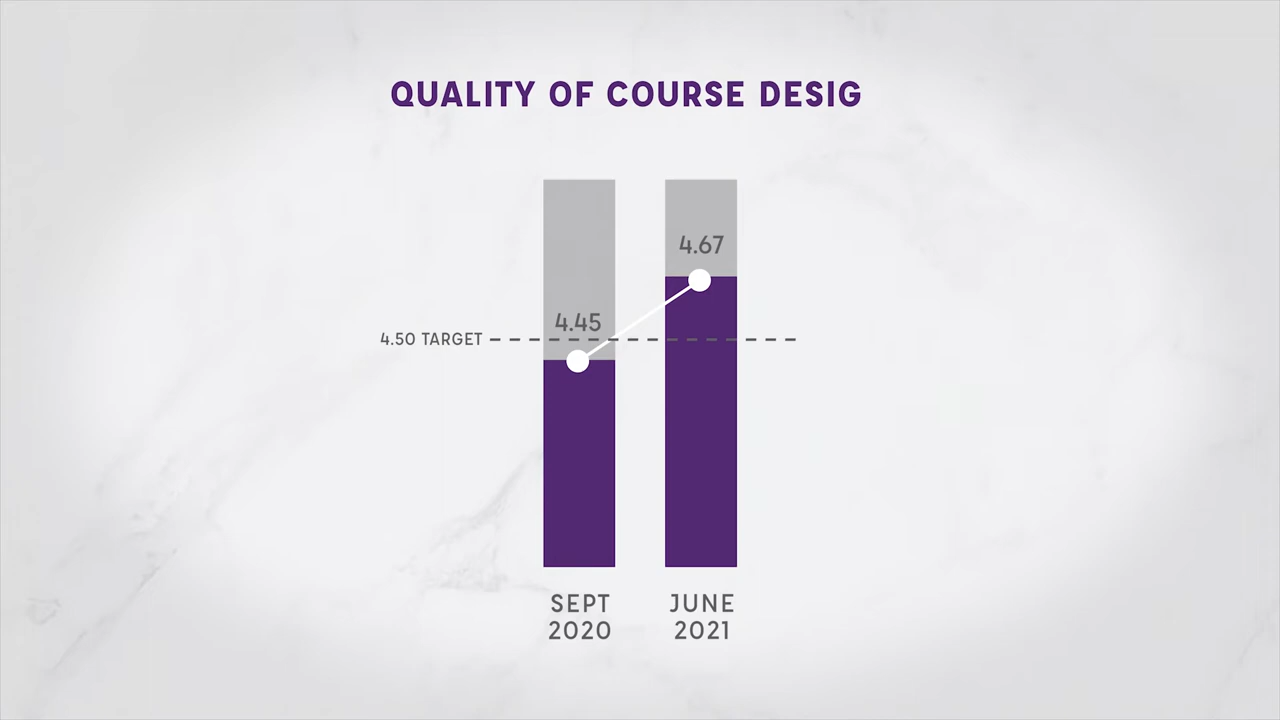 QUALITY OF COURSE DESIG
4.67
4.45
4.50 TARGET
SEPT
2020
JUNE
2021